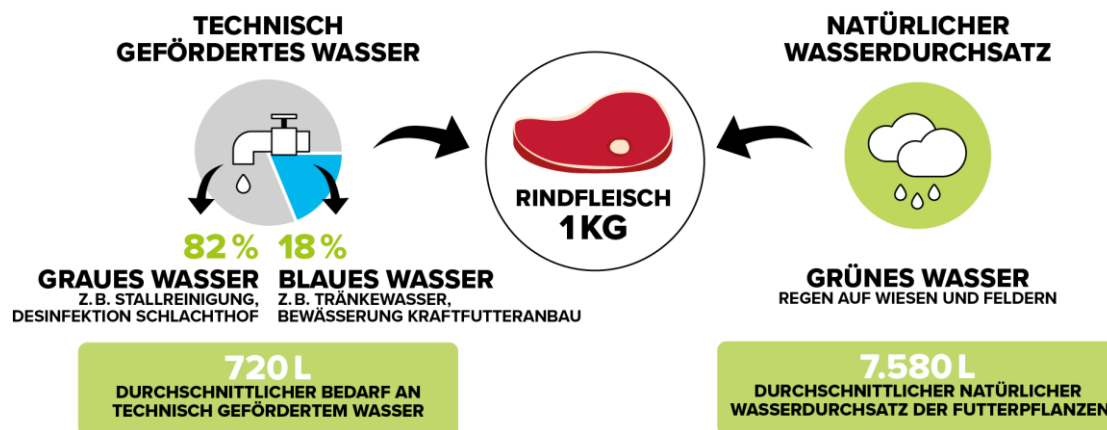 TECHNISCH
GEFÖRDERTES WASSER
82 %
GRAUES WASSER
Z. B. STALLREINIGUNG,
DESINFEKTION SCHLACHTHOF
18 %
BLAUES WASSER
Z. B. TRÄNKEWASSER,
BEWÄSSERUNG KRAFTFUTTERANBAU
720 L
DURCHSCHNITTLICHER BEDARF AN
TECHNISCH GEFÖRDERTEM WASSER
RINDFLEISCH
1 KG
NATÜRLICHER
WASSERDURCHSATZ
GRÜNES WASSER
REGEN AUF WIESEN UND FELDERN
7.580 L
DURCHSCHNITTLICHER NATÜRLICHER
WASSERDURCHSATZ DER FUTTERPFLANZEN